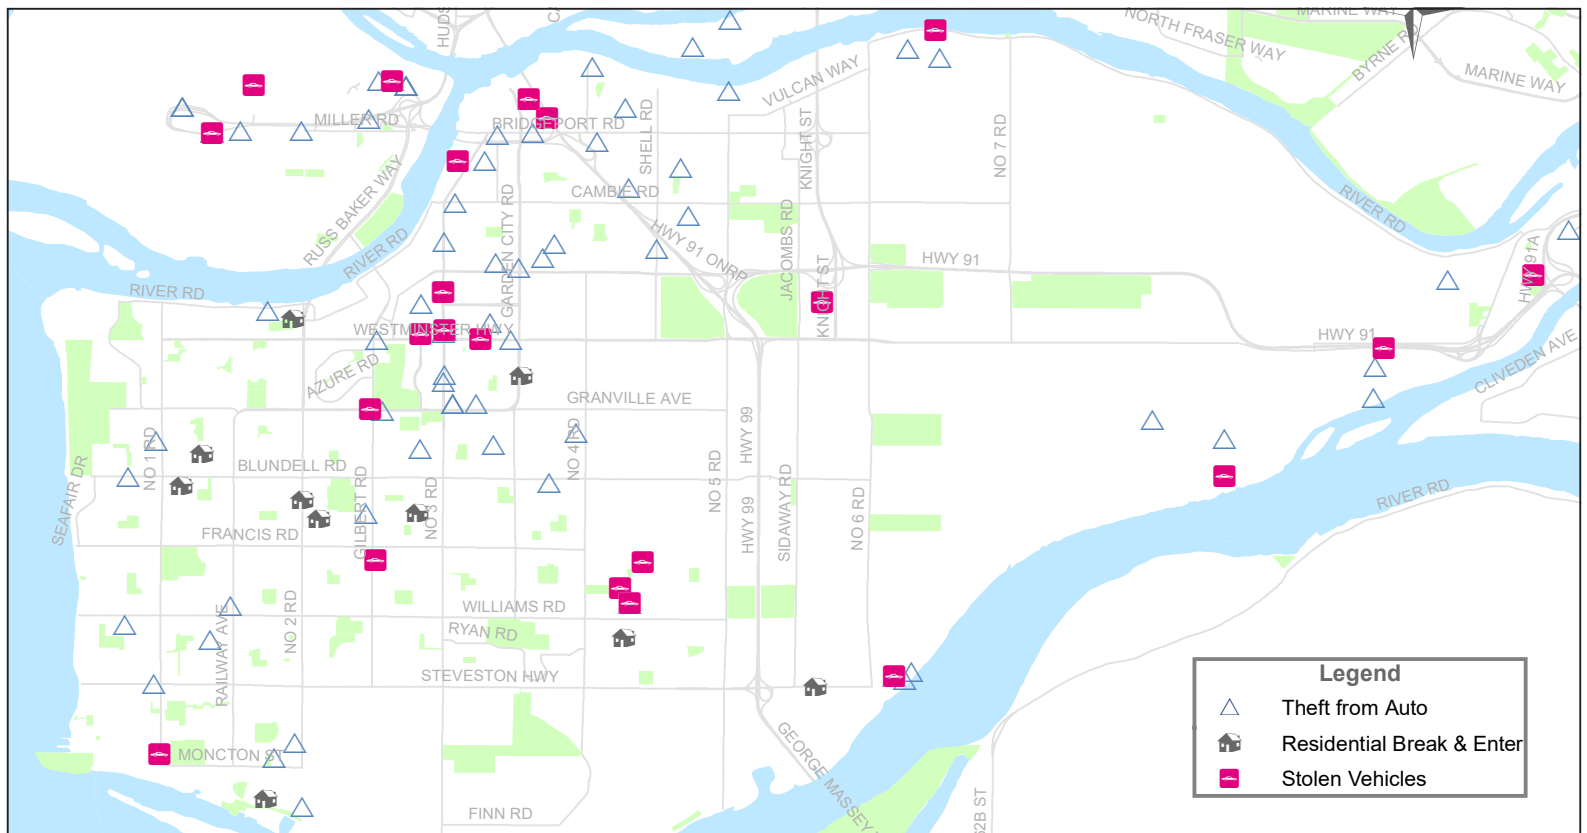 HUDS
CA
NORTH FRASER WAY
MARINE WAY
BYRNE RD
MARINE WAY
VULCAN WAY
MILLER RD
BRIDGEPORT RD
SHELL RD
KNIGHT ST
NO 7 RD
RUSS BAKER WAY
CAMBIE RD
GARDEN CITY RD
RIVER RD
RIVER RD
HWY 91 ONRP
JACOBS RD
KNIGHT ST
HWY 91
HWY 91A
RIVER RD
WESTMINSTER HWY
HWY 91
AZURE RD
CLIVEDEN AVE
GRANVILLE AVE
HWY 99
NO 1 RD
NO 4 RD
BLUNDELL RD
SEAFAIR DR
GILBERT RD
NO 3 RD
NO 5 RD
HWY 99
SIDAWAY RD
NO 6 RD
RIVER RD
FRANCIS RD
WILLIAMS RD
RAILWAY AVE
NO 2 RD
RYAN RD
STEVESTON HWY
MONCTON ST
GEORGE MASSEY
FINN RD
62B ST
Legend
Theft from Auto
Residential Break & Enter
Stolen Vehicles